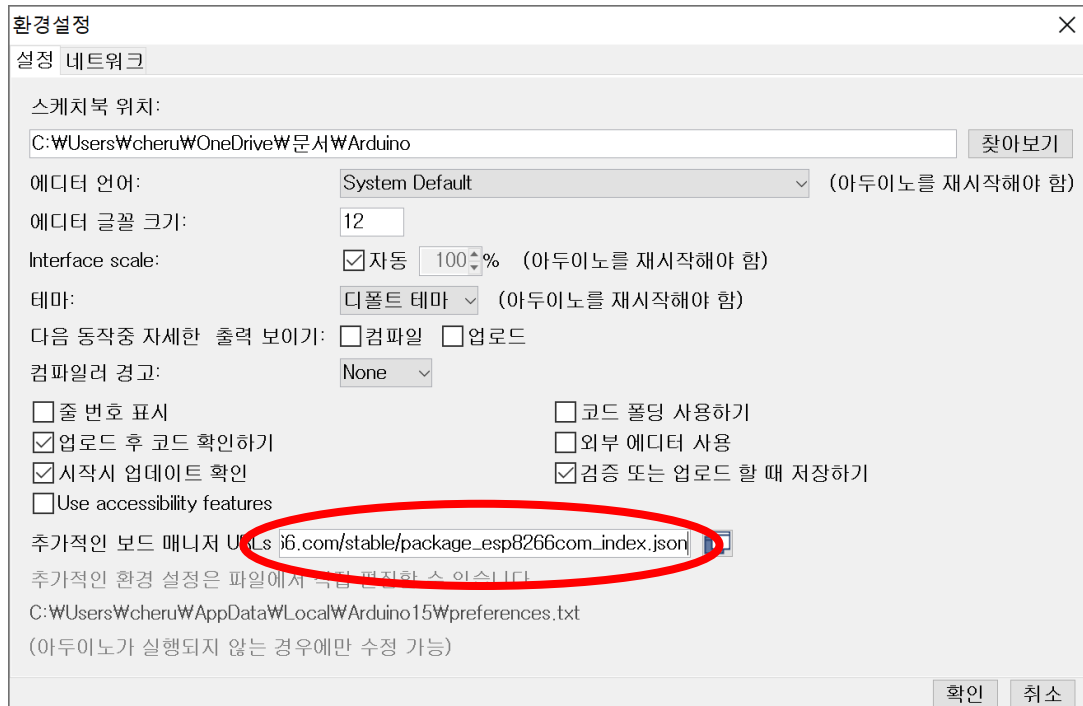 환경설정
설정 네트워크
스케치북 위치:
C:₩Users₩cheru₩OneDrive₩문서₩Arduino 찾아보기
에디터 언어: System Default (아두이노를 재시작해야 함)
에디터 글꼴 크기: 12
Interface scale: 자동 100 % (아두이노를 재시작해야 함)
테마: 디폴트 테마 (아두이노를 재시작해야 함)
다음 동작중 자세한 출력 보이기: 컴파일 업로드
컴파일러 경고: None
줄 번호 표시 코드 폴딩 사용하기
업로드 후 코드 확인하기 외부 에디터 사용
시작시 업데이트 확인 검증 또는 업로드 할 때 저장하기
Use accessibility features
추가적인 보드 매니저 URLs 66.com/stable/package_esp8266com_index.json
추가적인 환경 설정은 파일에서 직접 편집할 수 있습니다
C:₩Users₩cheru₩AppData₩Local₩Arduino15₩preferences.txt
(아두이노가 실행되지 않는 경우에만 수정 가능)
확인 취소